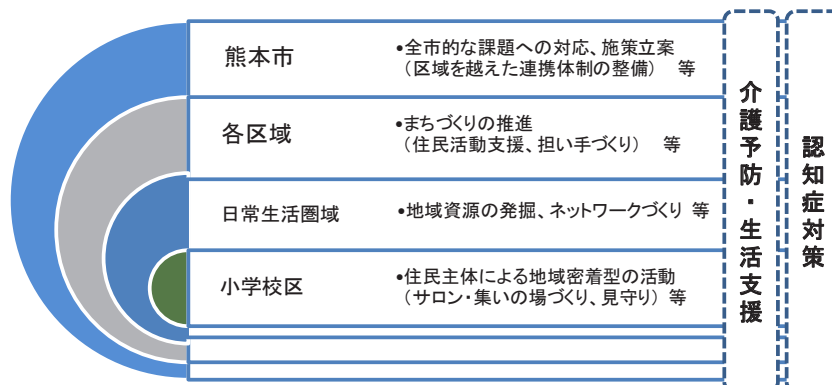 熊本市
•全市的な課題への対応、施策立案
（区域を越えた連携体制の整備） 等
各区域
•まちづくりの推進
（住民活動支援、担い手づくり） 等
日常生活圏域
•地域資源の発掘、ネットワークづくり 等
小学校区
•住民主体による地域密着型の活動
（サロン・集いの場づくり、見守り） 等
介護予防・生活支援
認知症対策